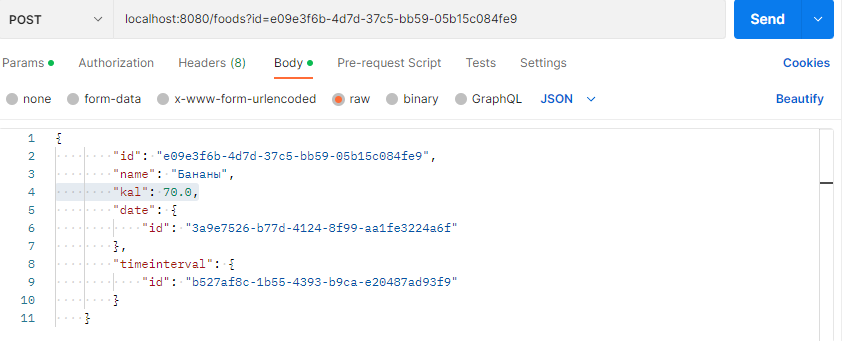 POST localhost:8080/foods?id=e09e3f6b-4d7d-37c5-bb59-05b15c084fe9 Send
Params Authorization Headers (8) Body Pre-request Script Tests Settings Cookies
none form-data x-www-form-urlencoded raw binary GraphQL JSON Beautify
1 {
2 "id": "e09e3f6b-4d7d-37c5-bb59-05b15c084fe9",
3 "name": "Бананы",
4 "kal": 70.0,
5 "date": {
6 "id": "3a9e7526-b77d-4124-8f99-aa1fe3224a6f"
7 },
8 "timeinterval": {
9 "id": "b527af8c-1b55-4393-b9ca-e20487ad93f9"
10 }
11 }